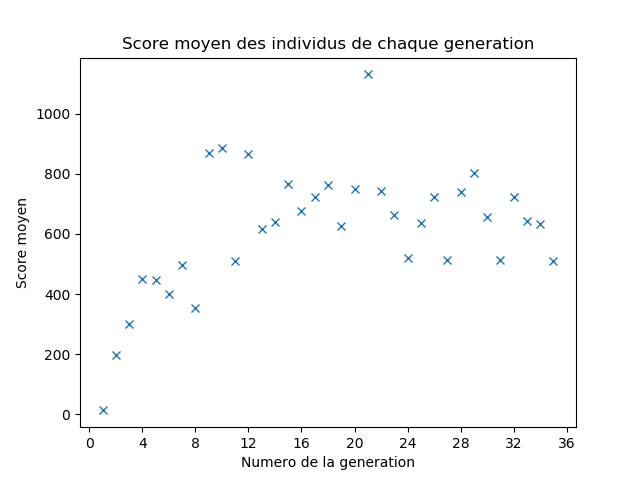 Score moyen des individus de chaque generation
Score moyen
1000
800
600
400
200
0
0 4 8 12 16 20 24 28 32 36
Numero de la generation